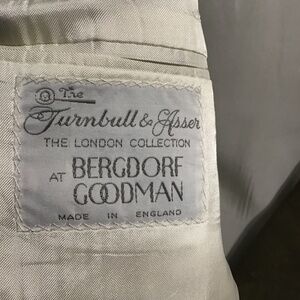 The
Turnbull & Asser
THE LONDON COLLECTION
AT BERGDORF
GOODMAN
MADE IN ENGLAND